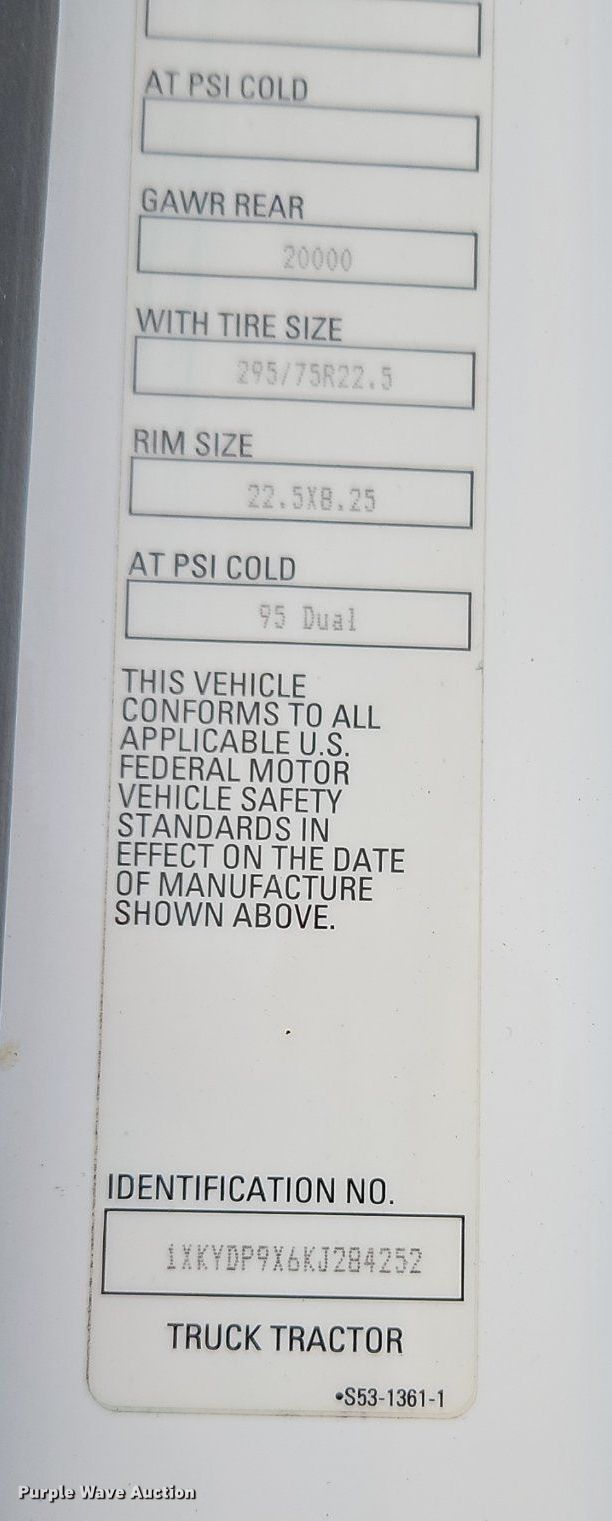 AT PSI COLD
GAWR REAR
20000
WITH TIRE SIZE
295/75R22.5
RIM SIZE
22.5X8.25
AT PSI COLD
95 Dual
THIS VEHICLE
CONFORMS TO ALL
APPLICABLE U.S.
FEDERAL MOTOR
VEHICLE SAFETY
STANDARDS IN
EFFECT ON THE DATE
OF MANUFACTURE
SHOWN ABOVE.
IDENTIFICATION NO.
1XKYDP9X6KJ284252
TRUCK TRACTOR
•S53-1361-1
Purple Wave Auction